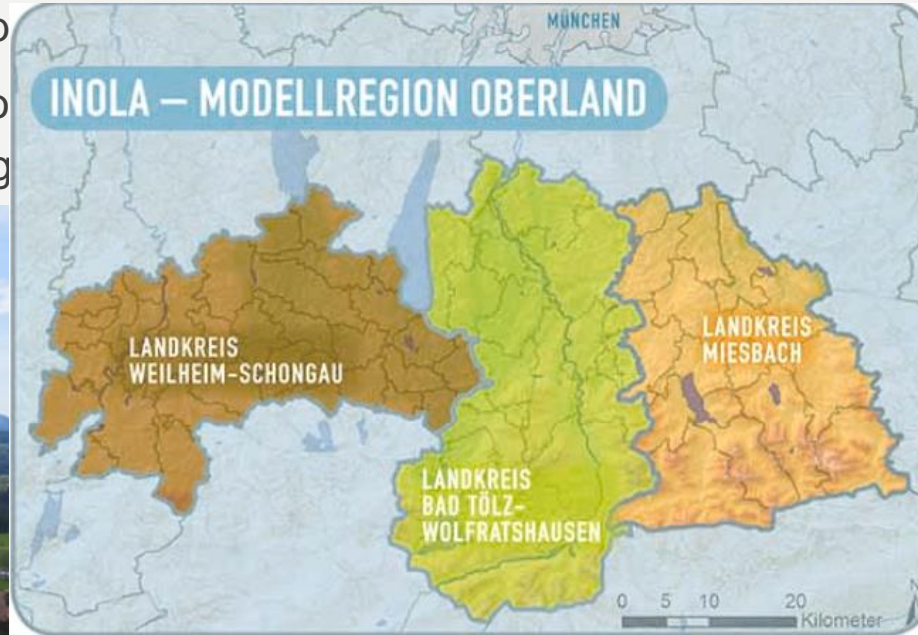 MÜNCHEN
INOLA – MODELLREGION OBERLAND
LANDKREIS
WEILHEIM-SCHONGAU
LANDKREIS
MIESBACH
LANDKREIS
BAD TÖLZ-
WOLFRATSHAUSEN
0 5 10 20
Kilometer